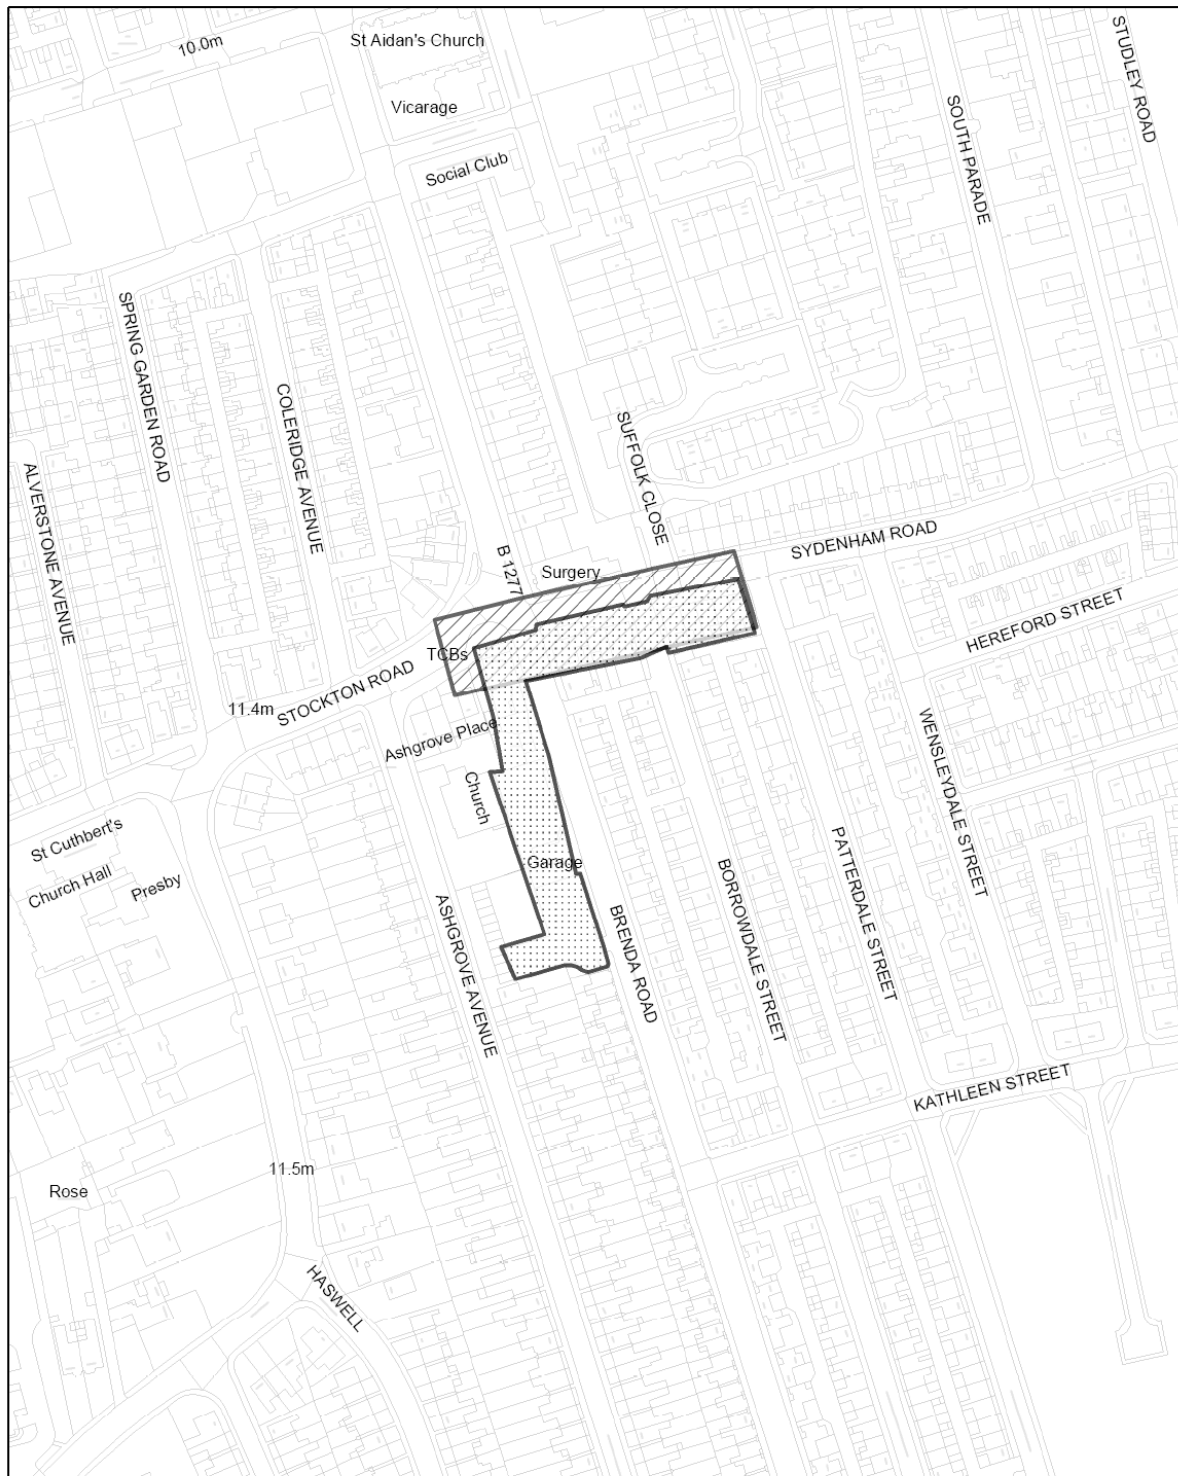 10.0m
St Aidan's Church
STUDLEY ROAD
Vicarage
SOUTH PARADE
Social Club
SPRING GARDEN ROAD
COLERIDGE AVENUE
SUFFOLK CLOSE
ALVERSTONE AVENUE
B 1277
Surgery
SYDENHAM ROAD
HEREFORD STREET
TCBs
STOCKTON ROAD
11.4m
Ashgrove Place
WENSLEYDALE STREET
Church
St Cuthbert's
Church Hall
Presby
Garage
PATTERDALE STREET
BORROWDALE STREET
ASHGROVE AVENUE
BRENDA ROAD
KATHLEEN STREET
11.5m
Rose
HASWELL